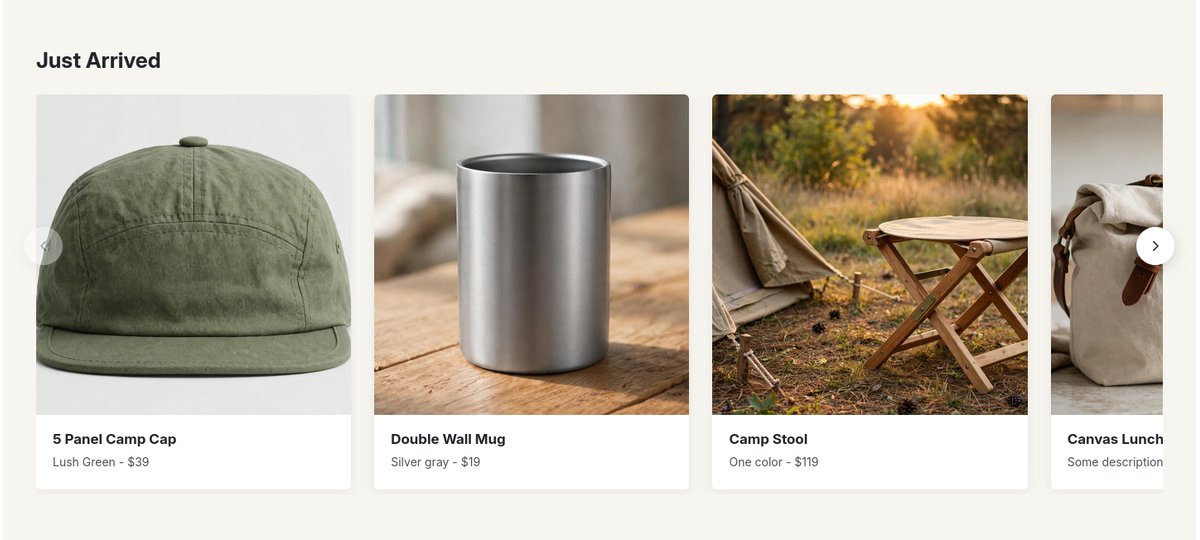 Just Arrived
5 Panel Camp Cap
Lush Green - $39
Double Wall Mug
Silver gray - $19
Camp Stool
One color - $119
Canvas Lunch
Some description